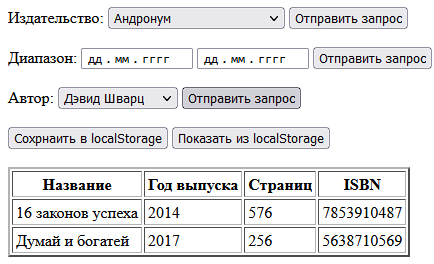 Издательство: Андронум Отправить запрос
Диапазон: дд.мм.гггг дд.мм.гггг Отправить запрос
Автор: Дэвид Шварц Отправить запрос
Сохрнаить в localStorage Показать из localStorage
Название Год выпуска Страниц ISBN
16 законов успеха 2014 576 7853910487
Думай и богатей 2017 256 5638710569